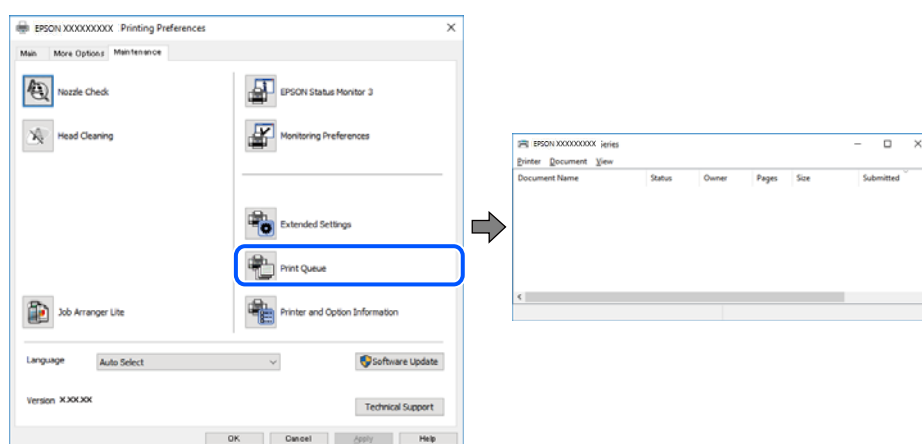 EPSON XXXXXXXXX Printing Preferences
Main More Options Maintenance
Nozzle Check
EPSON Status Monitor 3
Head Cleaning
Monitoring Preferences
Extended Settings
Print Queue
Job Arranger Lite
Printer and Option Information
Language Auto Select
Software Update
Version X.XX.XX
Technical Support
OK Cancel Apply Help
EPSON XXXXXXXXX ieries
Printer Document View
Document Name Status Owner Pages Size Submitted